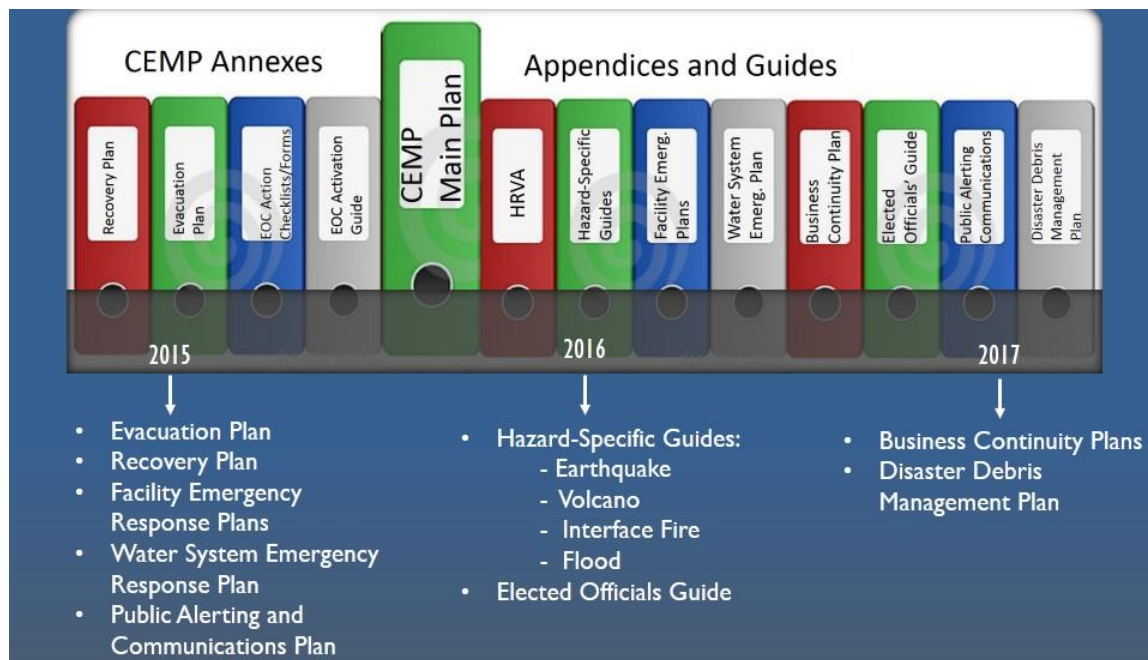 CEMP Annexes
Appendices and Guides
Recovery Plan
Evacuation
Plan
EOC Action
Checklists/Forms
EOC Activation
Guide
CEMP
Main Plan
HRVA
Hazard-Specific
Guides
Facility Emerg.
Plans
Water System
Emerg. Plan
Business
Continuity Plan
Elected
Officials' Guide
Public Alerting
Communications
Disaster Debris
Management
Plan
2015
2016
2017
• Evacuation Plan
• Recovery Plan
• Facility Emergency
Response Plans
• Water System Emergency
Response Plan
• Public Alerting and
Communications Plan
• Hazard-Specific Guides:
- Earthquake
- Volcano
- Interface Fire
- Flood
• Elected Officials Guide
• Business Continuity Plans
• Disaster Debris
Management Plan